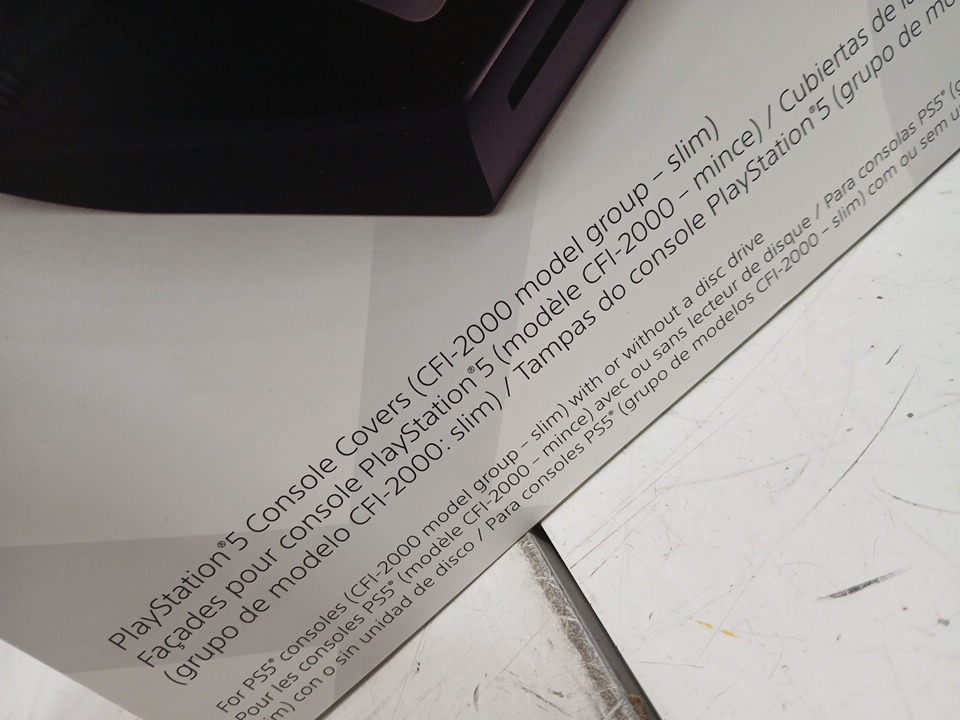 PlayStation®5 Console Covers (CFI-2000 model group – slim)
Façades pour console PlayStation®5 (modèle CFI-2000 – mince) / Cubiertas de la
(grupo de modelo CFI-2000: slim) / Tampas do console PlayStation®5 (grupo de mo
For PS5® consoles (CFI-2000 model group – slim) with or without a disc drive
Pour les consoles PS5® (modèle CFI-2000 – mince) avec ou sans lecteur de disque / Para consolas PS5® (g
im) con o sin unidad de disco / Para consoles PS5® (grupo de modelos CFI-2000 – slim) com ou sem u